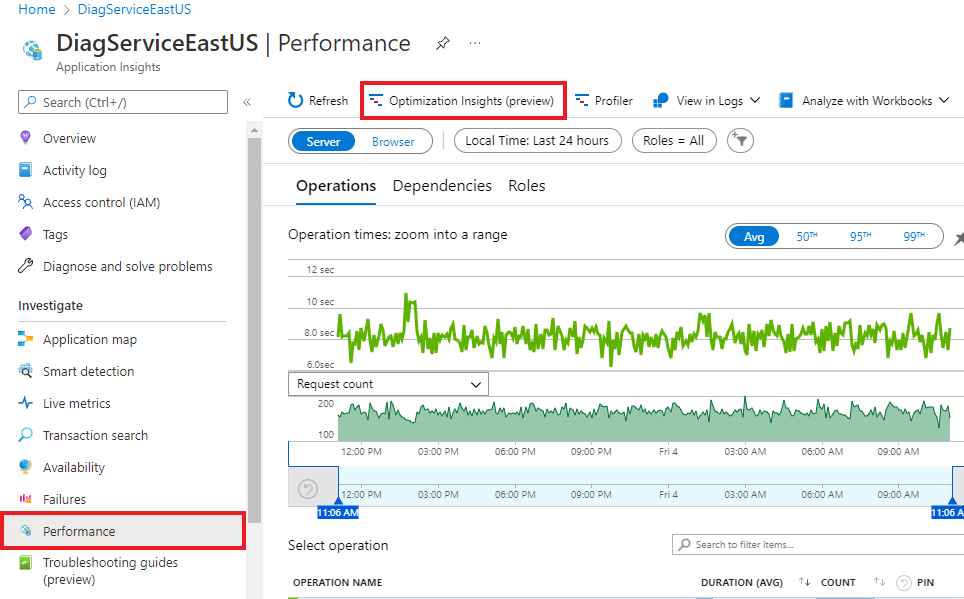 Home > DiagServiceEastUS
DiagServiceEastUS | Performance ...
Application Insights
Search (Ctrl+/) «
Overview
Activity log
Access control (IAM)
Tags
Diagnose and solve problems
Investigate
Application map
Smart detection
Live metrics
Transaction search
Availability
Failures
Performance
Troubleshooting guides
(preview)
Refresh Optimization Insights (preview) Profiler View in Logs Analyze with Workbooks
Server Browser Local Time: Last 24 hours Roles = All
Operations Dependencies Roles
Operation times: zoom into a range Avg 50TH 95TH 99TH
12 sec
10 sec
8.0 sec
6.0sec
Request count
200
100
12:00 PM 03:00 PM 06:00 PM 09:00 PM Fri 4 03:00 AM 06:00 AM 09:00 AM
12:00 PM 03:00 PM 06:00 PM 09:00 PM Fri 4 03:00 AM 06:00 AM 09:00 AM
11:06 AM 11:06 A
Select operation Search to filter items...
OPERATION NAME DURATION (AVG) ↑↓ COUNT ↑↓ PIN